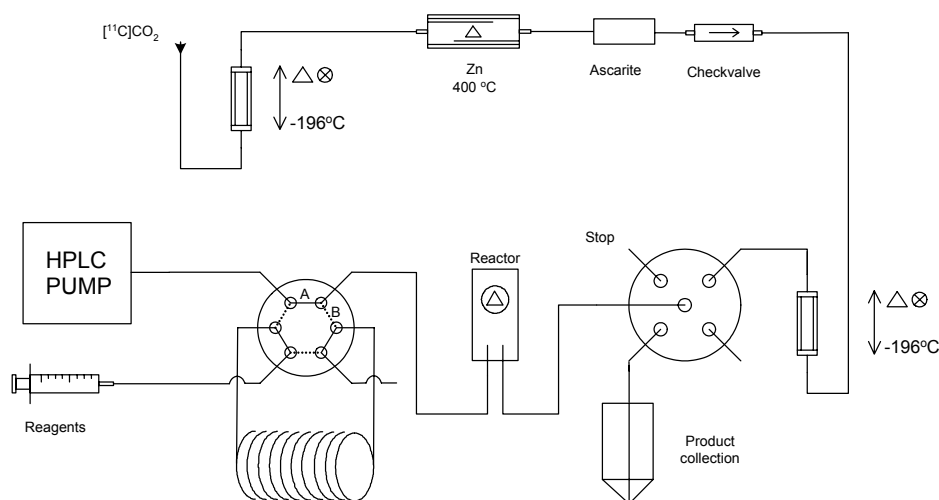 [¹¹C]CO₂
-196ºC
Zn
400 ºC
Ascarite
Checkvalve
HPLC
PUMP
A
B
Reagents
Reactor
Stop
-196ºC
Product
collection